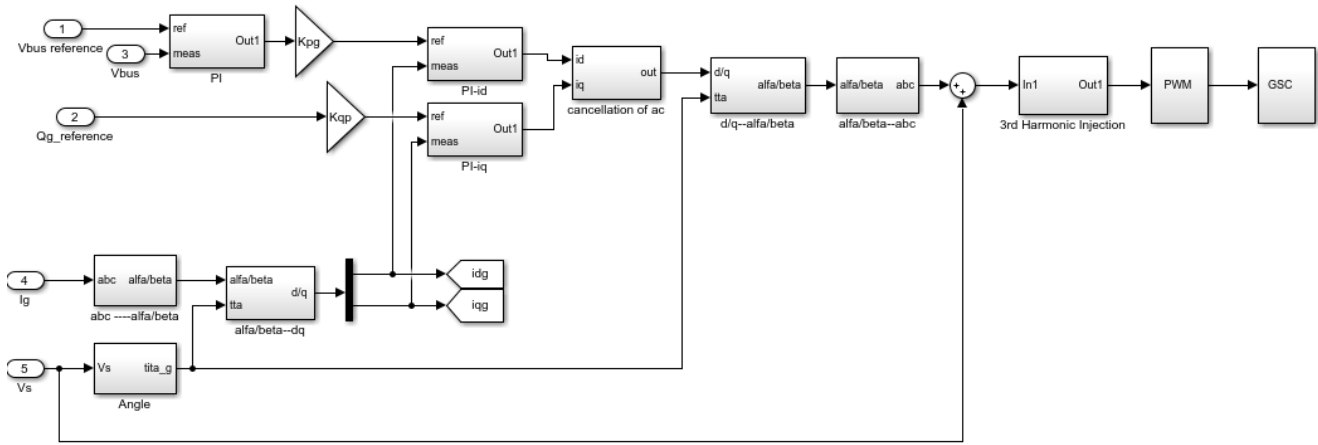 1
Vbus reference
3
Vbus
ref
meas
Out1
PI
Kpg
2
Qg_reference
Kqp
ref
meas
Out1
PI-id
ref
meas
Out1
PI-iq
id
iq
out
cancellation of ac
d/q
tta
alfa/beta
d/q--alfa/beta
alfa/beta
abc
alfa/beta--abc
+
+
In1
Out1
3rd Harmonic Injection
PWM
GSC
4
Ig
abc
alfa/beta
abc ----alfa/beta
alfa/beta
tta
d/q
alfa/beta--dq
idg
iqg
5
Vs
Vs
tita_g
Angle